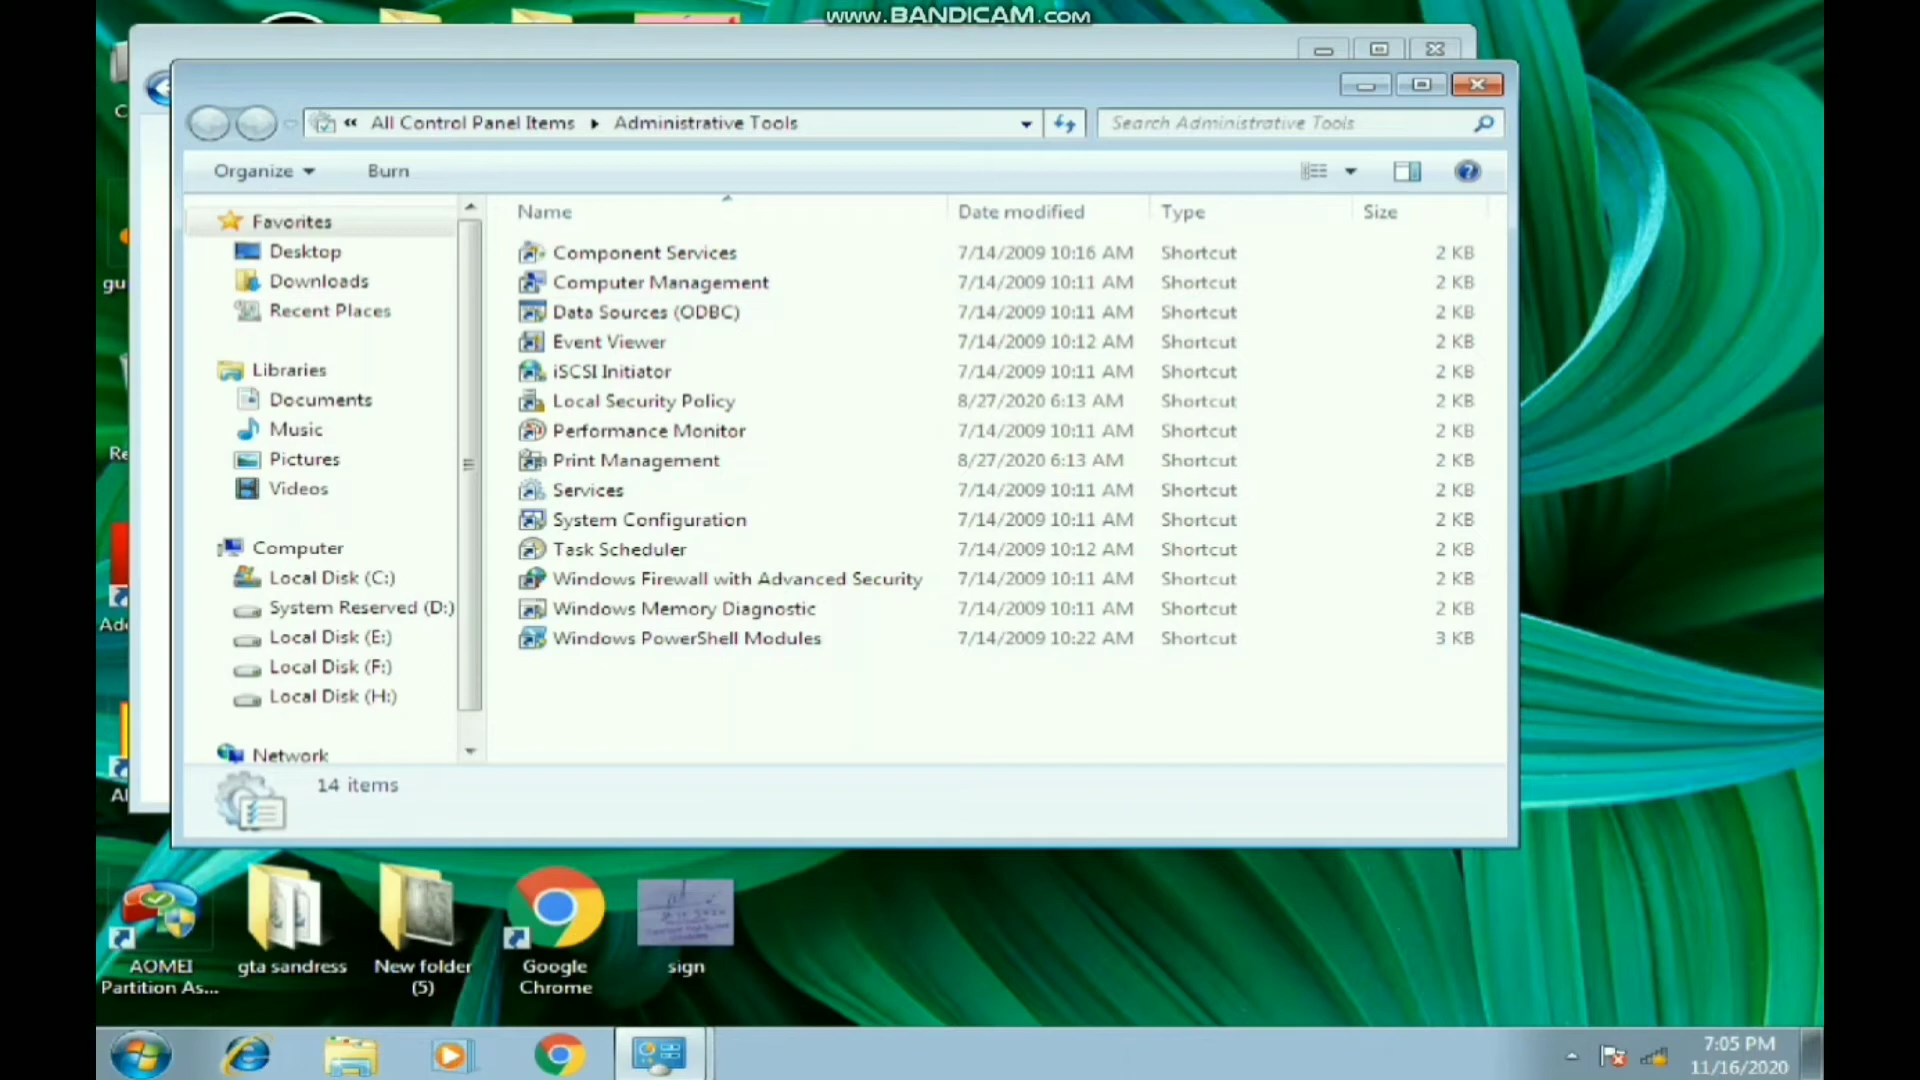 www.BANDICAM.com
« All Control Panel Items ▸ Administrative Tools
Search Administrative Tools
Organize
Burn
Favorites
Desktop
Downloads
Recent Places
Libraries
Documents
Music
Pictures
Videos
Computer
Local Disk (C:)
System Reserved (D:)
Local Disk (E:)
Local Disk (F:)
Local Disk (H:)
Network
Name Date modified Type Size
Component Services 7/14/2009 10:16 AM Shortcut 2 KB
Computer Management 7/14/2009 10:11 AM Shortcut 2 KB
Data Sources (ODBC) 7/14/2009 10:11 AM Shortcut 2 KB
Event Viewer 7/14/2009 10:12 AM Shortcut 2 KB
iSCSI Initiator 7/14/2009 10:11 AM Shortcut 2 KB
Local Security Policy 8/27/2020 6:13 AM Shortcut 2 KB
Performance Monitor 7/14/2009 10:11 AM Shortcut 2 KB
Print Management 8/27/2020 6:13 AM Shortcut 2 KB
Services 7/14/2009 10:11 AM Shortcut 2 KB
System Configuration 7/14/2009 10:11 AM Shortcut 2 KB
Task Scheduler 7/14/2009 10:12 AM Shortcut 2 KB
Windows Firewall with Advanced Security 7/14/2009 10:11 AM Shortcut 2 KB
Windows Memory Diagnostic 7/14/2009 10:11 AM Shortcut 2 KB
Windows PowerShell Modules 7/14/2009 10:22 AM Shortcut 3 KB
14 items
gu
Re
Ado
AOMEI
Partition As...
gta sandress
New folder
(5)
Google
Chrome
sign
7:05 PM
11/16/2020